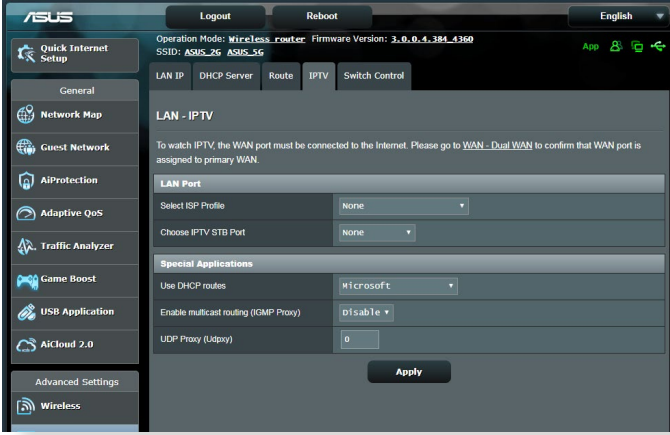 ASUS
Logout
Reboot
English
Quick Internet
Setup
Operation Mode: Wireless router Firmware Version: 3.0.0.4.384_4360
SSID: ASUS_2G ASUS_5G
App
LAN IP
DHCP Server
Route
IPTV
Switch Control
General
Network Map
Guest Network
AiProtection
Adaptive QoS
Traffic Analyzer
Game Boost
USB Application
AiCloud 2.0
Advanced Settings
Wireless
LAN - IPTV
To watch IPTV, the WAN port must be connected to the Internet. Please go to WAN - Dual WAN to confirm that WAN port is
assigned to primary WAN.
LAN Port
Select ISP Profile None
Choose IPTV STB Port None
Special Applications
Use DHCP routes Microsoft
Enable multicast routing (IGMP Proxy) Disable
UDP Proxy (Udpxy) 0
Apply